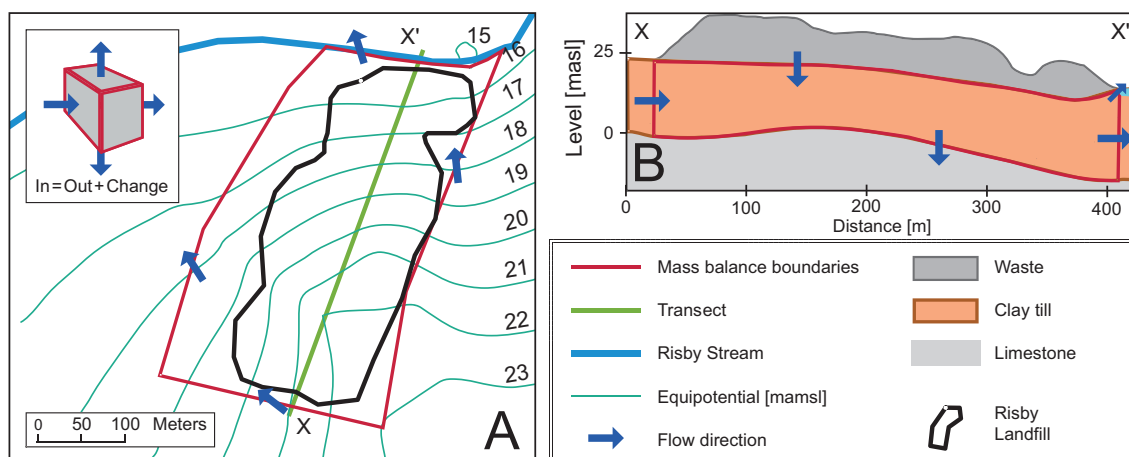 In=Out+Change
X'
15
16
17
18
19
20
21
22
23
X
0 50 100 Meters
A
X
X'
25
0
Level [masl]
B
0 100 200 300 400
Distance [m]
Mass balance boundaries
Transect
Risby Stream
Equipotential [mamsl]
Flow direction
Waste
Clay till
Limestone
Risby
Landfill